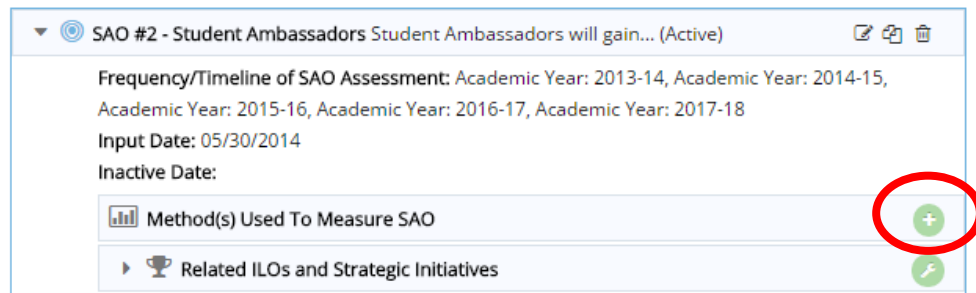 SAO #2 - Student Ambassadors Student Ambassadors will gain... (Active)
Frequency/Timeline of SAO Assessment: Academic Year: 2013-14, Academic Year: 2014-15,
Academic Year: 2015-16, Academic Year: 2016-17, Academic Year: 2017-18
Input Date: 05/30/2014
Inactive Date:
Method(s) Used To Measure SAO
Related ILOs and Strategic Initiatives